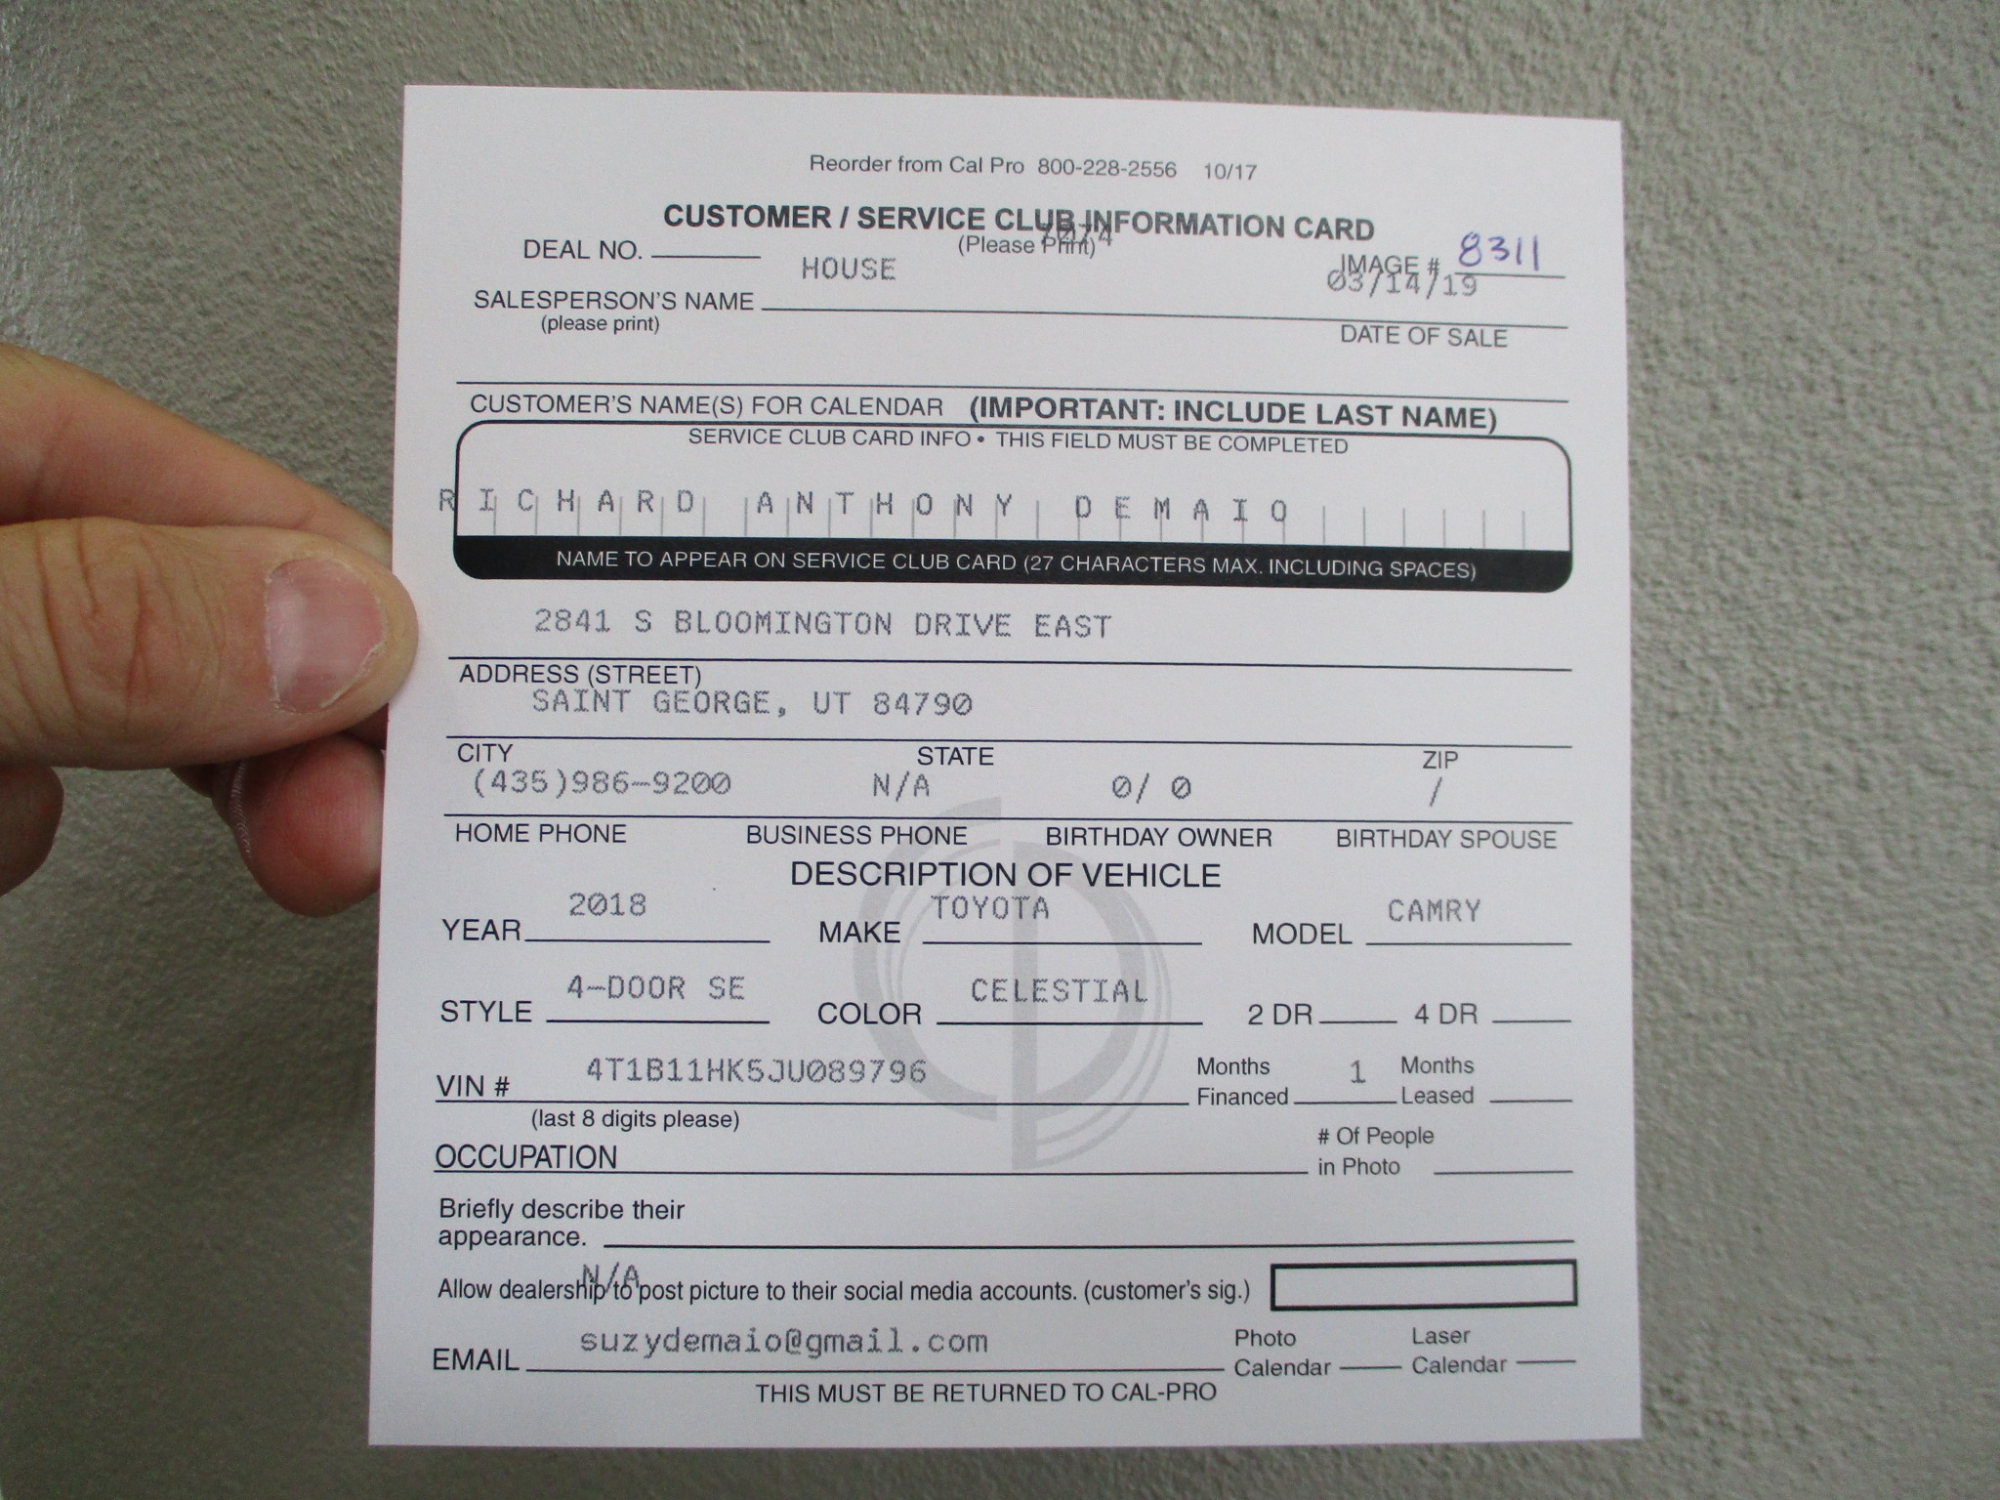 Reorder from Cal Pro 800-228-2556 10/17
CUSTOMER / SERVICE CLUB INFORMATION CARD
(Please Print)
DEAL NO.
IMAGE # 8311
HOUSE 03/14/19
SALESPERSON'S NAME
(please print) DATE OF SALE
CUSTOMER'S NAME(S) FOR CALENDAR (IMPORTANT: INCLUDE LAST NAME)
SERVICE CLUB CARD INFO • THIS FIELD MUST BE COMPLETED
RICHARD ANTHONY DEMAIO
NAME TO APPEAR ON SERVICE CLUB CARD (27 CHARACTERS MAX. INCLUDING SPACES)
2841 S BLOOMINGTON DRIVE EAST
ADDRESS (STREET)
SAINT GEORGE, UT 84790
CITY STATE ZIP
(435)986-9200 N/A 0/ 0 /
HOME PHONE BUSINESS PHONE BIRTHDAY OWNER BIRTHDAY SPOUSE
DESCRIPTION OF VEHICLE
YEAR 2018 MAKE TOYOTA MODEL CAMRY
STYLE 4-DOOR SE COLOR CELESTIAL 2 DR 4 DR
VIN # 4T1B11HK5JU089796 Months Financed 1 Months Leased
(last 8 digits please)
OCCUPATION # Of People in Photo
Briefly describe their
appearance.
N/A
Allow dealership to post picture to their social media accounts. (customer's sig.)
EMAIL suzydemaio@gmail.com Photo Calendar Laser Calendar
THIS MUST BE RETURNED TO CAL-PRO